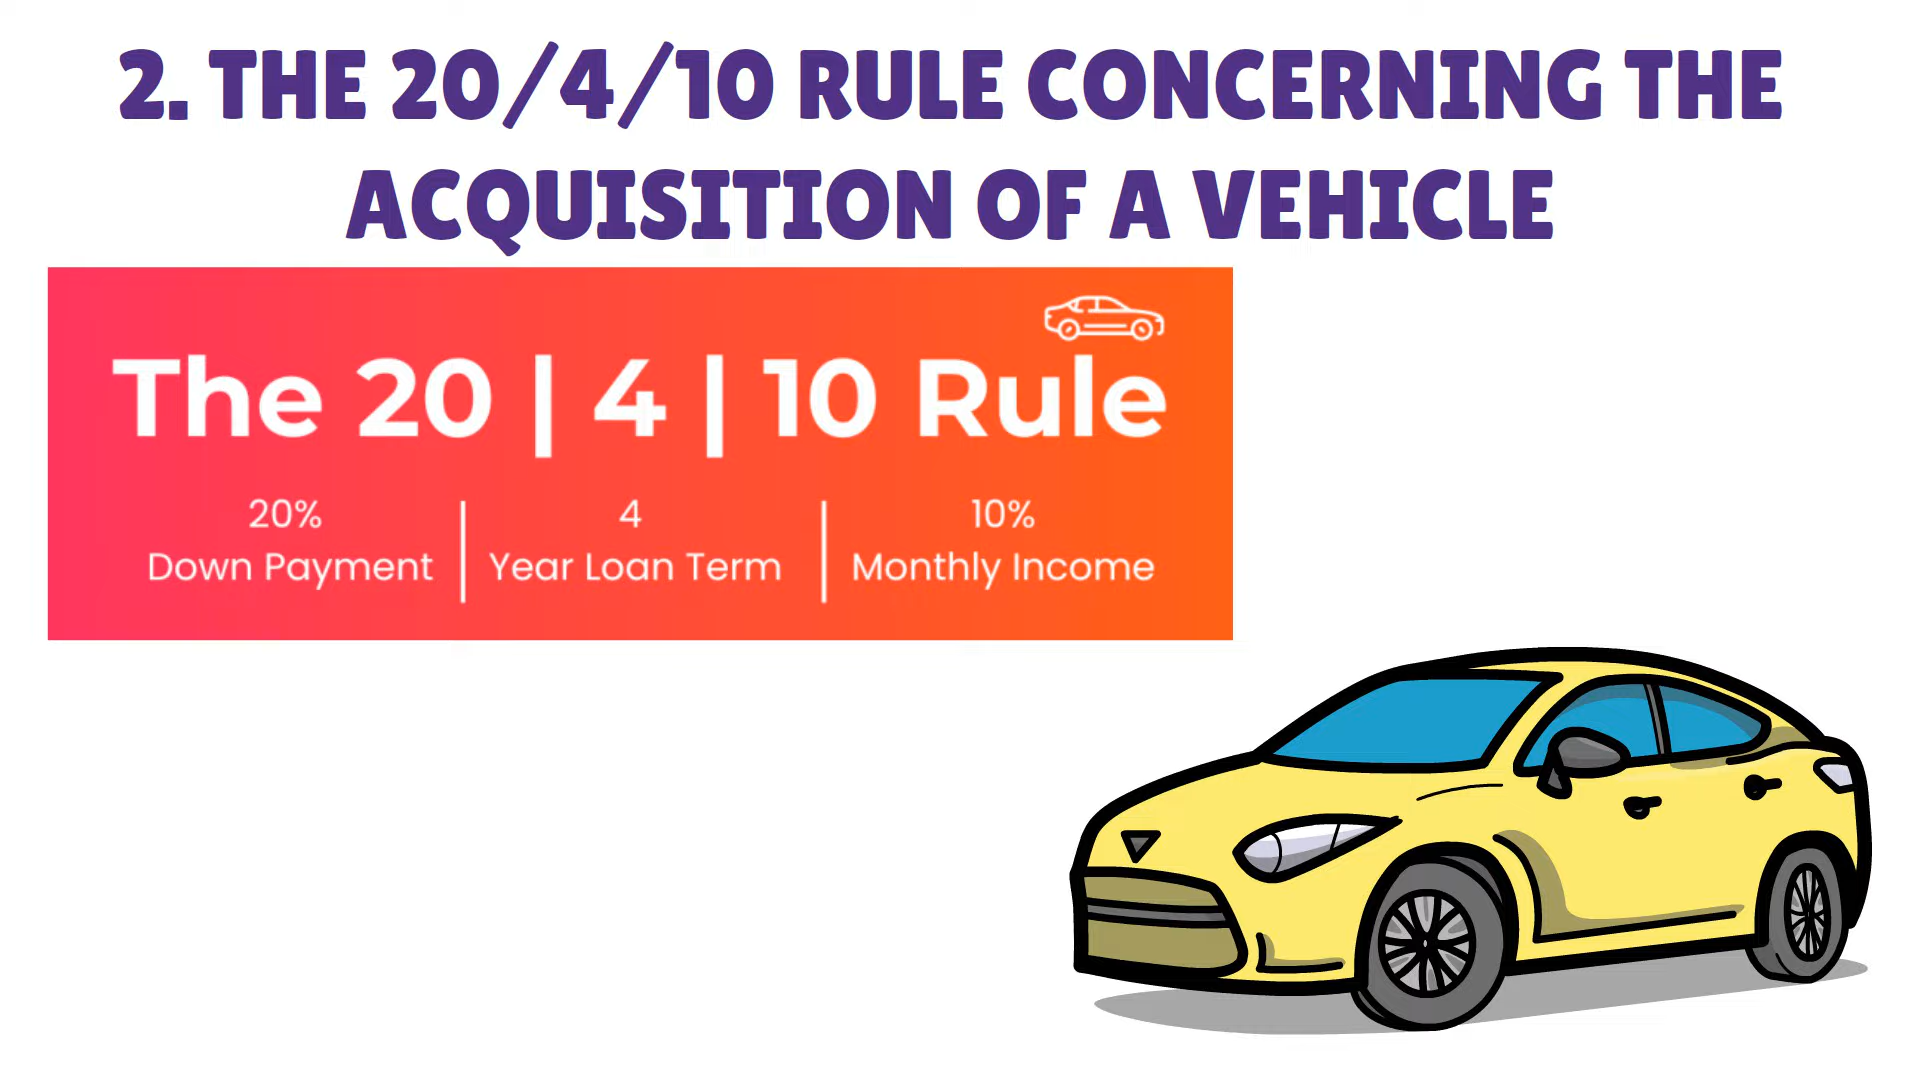 2. THE 20/4/10 RULE CONCERNING THE
ACQUISITION OF A VEHICLE
The 20 | 4 | 10 Rule
20%
Down Payment
4
Year Loan Term
10%
Monthly Income